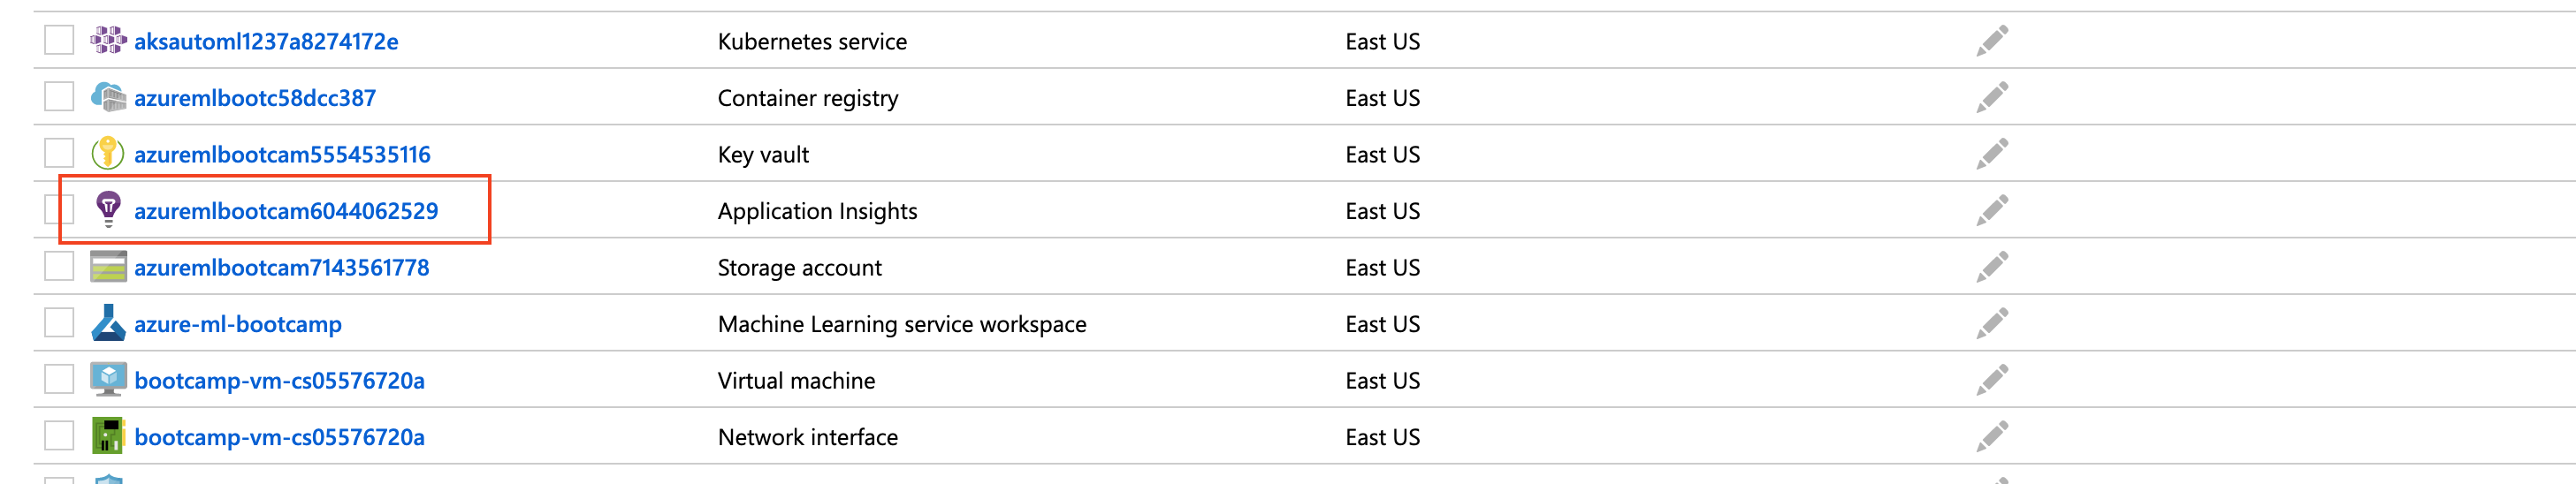 aksautoml1237a8274172e Kubernetes service East US
azuremlbootc58dcc387 Container registry East US
azuremlbootcam5554535116 Key vault East US
azuremlbootcam6044062529 Application Insights East US
azuremlbootcam7143561778 Storage account East US
azure-ml-bootcamp Machine Learning service workspace East US
bootcamp-vm-cs05576720a Virtual machine East US
bootcamp-vm-cs05576720a Network interface East US